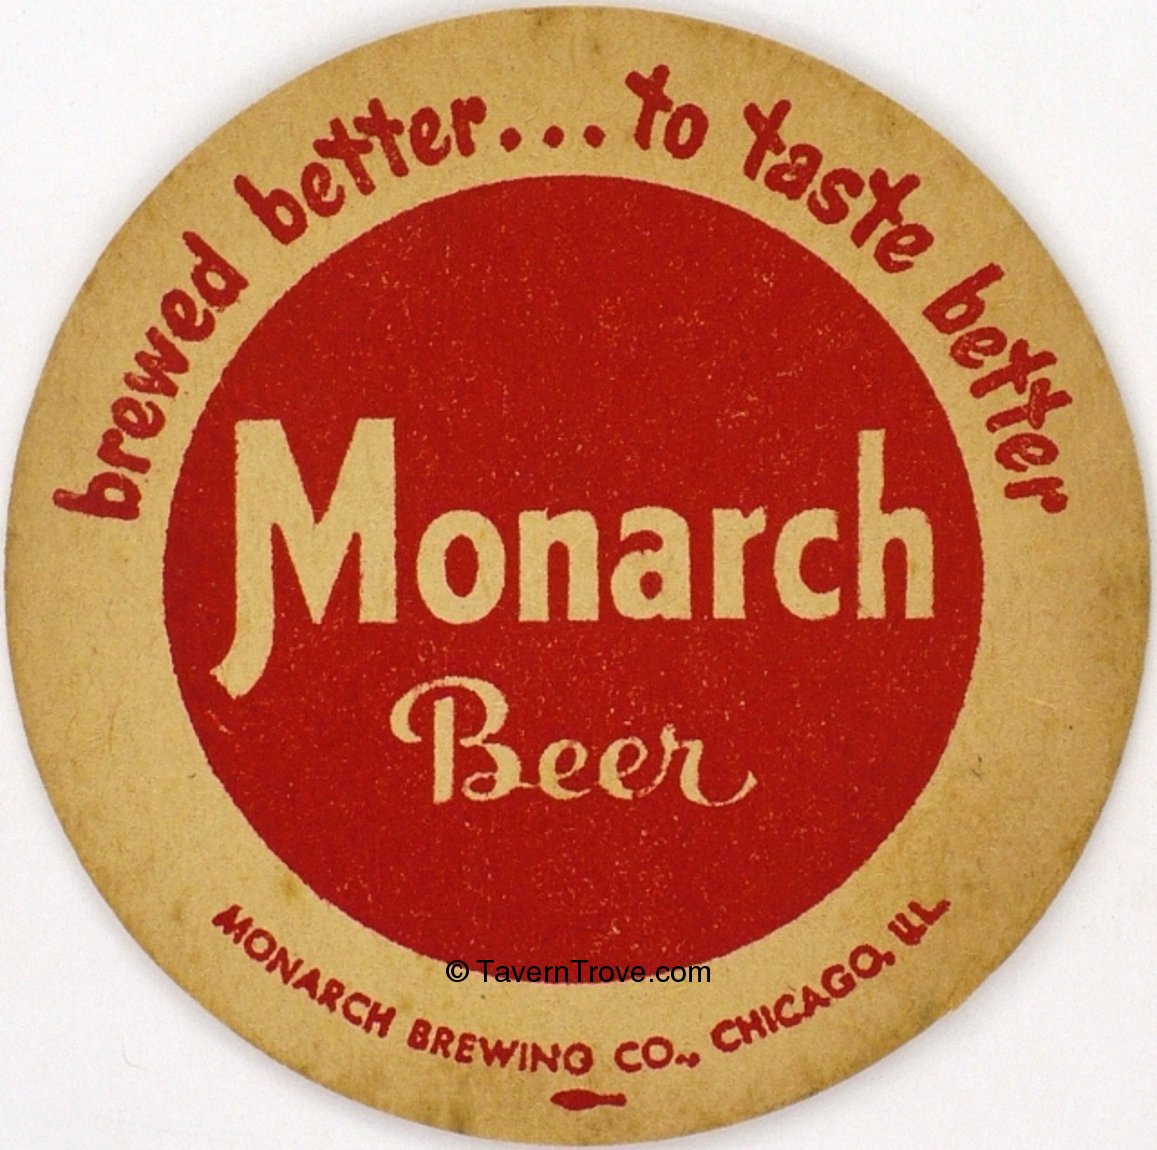 brewed better... to taste better
Monarch
Beer
© TavernTrove.com
MONARCH BREWING CO., CHICAGO, ILL.